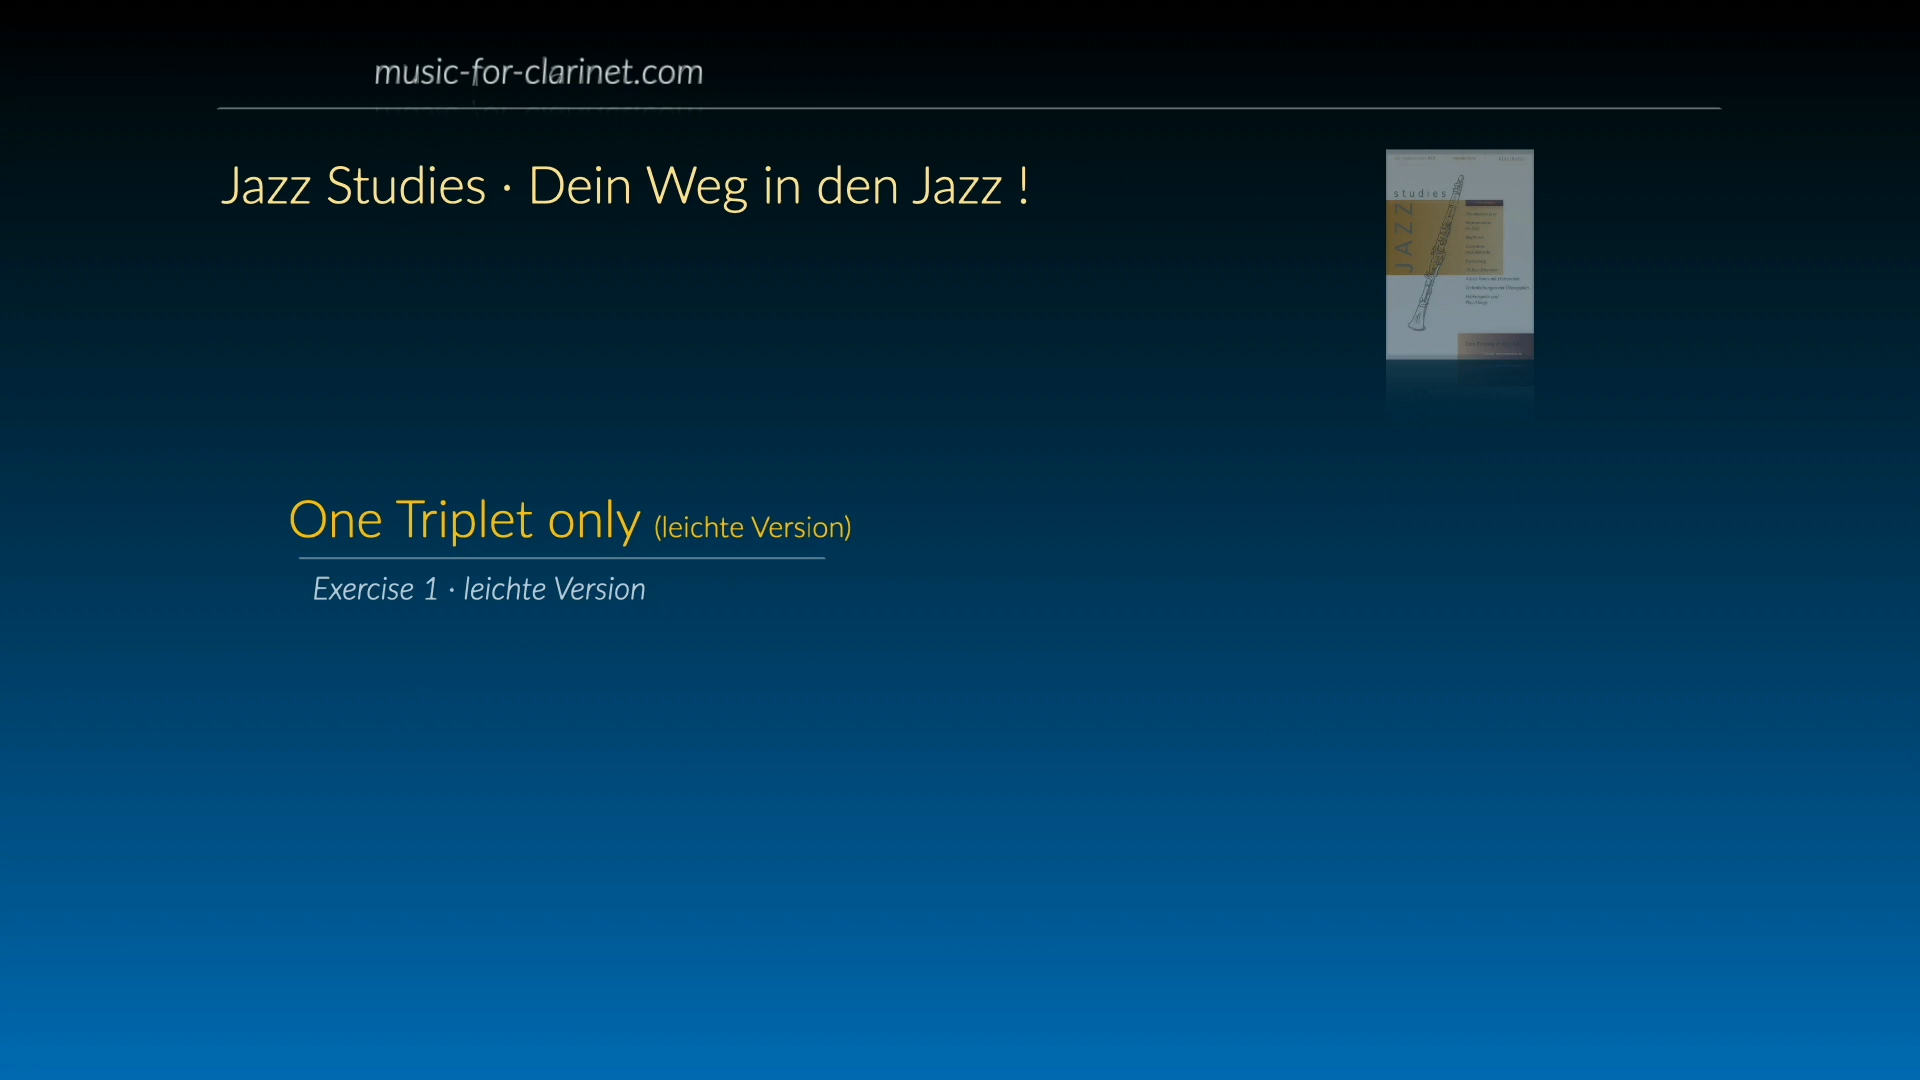 music-for-clarinet.com
Jazz Studies · Dein Weg in den Jazz !
studies
JAZZ
One Triplet only (leichte Version)
Exercise 1 · leichte Version